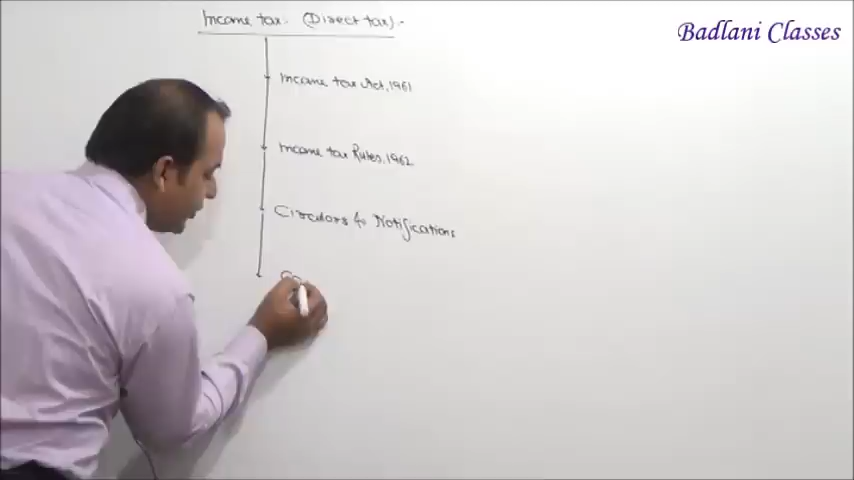 Income tax. (Direct tax).
Badlani Classes
Income tax Act, 1961
Income tax Rules, 1962
Circulars & Notifications